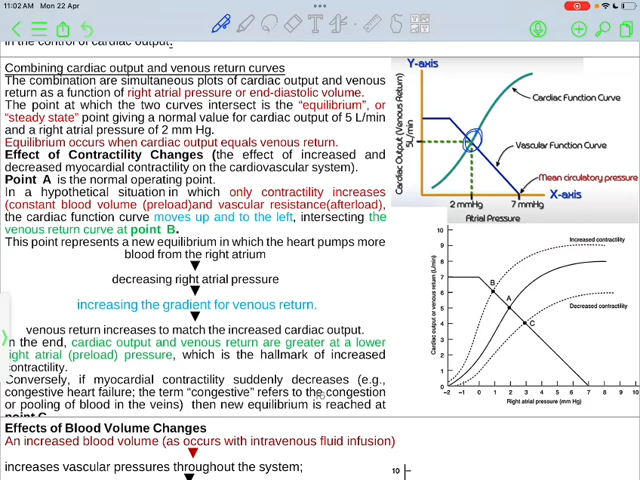 11:02 AM Mon 22 Apr
in the control of cardiac output.
Combining cardiac output and venous return curves
The combination are simultaneous plots of cardiac output and venous
return as a function of right atrial pressure or end-diastolic volume.
The point at which the two curves intersect is the “equilibrium”, or
“steady state” point giving a normal value for cardiac output of 5 L/min
and a right atrial pressure of 2 mm Hg.
Equilibrium occurs when cardiac output equals venous return.
Effect of Contractility Changes (the effect of increased and
decreased myocardial contractility on the cardiovascular system).
Point A is the normal operating point.
In a hypothetical situation in which only contractility increases
(constant blood volume (preload)and vascular resistance(afterload),
the cardiac function curve moves up and to the left, intersecting the
venous return curve at point B.
This point represents a new equilibrium in which the heart pumps more
blood from the right atrium
decreasing right atrial pressure
increasing the gradient for venous return.
venous return increases to match the increased cardiac output.
In the end, cardiac output and venous return are greater at a lower
right atrial (preload) pressure, which is the hallmark of increased
contractility.
Conversely, if myocardial contractility suddenly decreases (e.g.,
congestive heart failure; the term “congestive” refers to the congestion
or pooling of blood in the veins) then new equilibrium is reached at
point C
Effects of Blood Volume Changes
An increased blood volume (as occurs with intravenous fluid infusion)
increases vascular pressures throughout the system;
Y-axis
Cardiac Output (Venous Return)
5L/min
Cardiac Function Curve
Vascular Function Curve
Mean circulatory pressure
X-axis
2 mmHg
7 mmHg
Atrial Pressure
Cardiac output or venous return (L/min)
10
9
8
7
6
5
4
3
2
1
0
Increased contractility
Decreased contractility
B
A
C
−2 −1 0 1 2 3 4 5 6 7 8 9 10
Right atrial pressure (mm Hg)
10